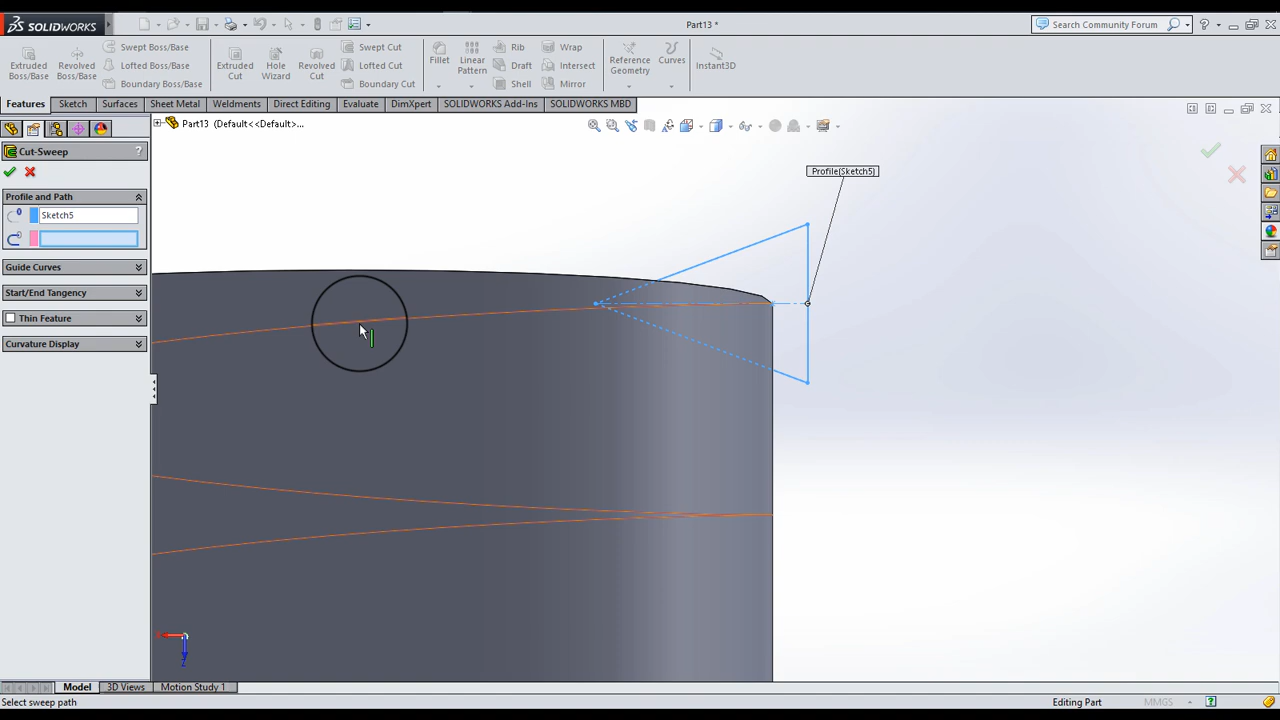 SOLIDWORKS
Part13 *
Search Community Forum
Extruded Boss/Base
Revolved Boss/Base
Swept Boss/Base
Lofted Boss/Base
Boundary Boss/Base
Extruded Cut
Hole Wizard
Revolved Cut
Swept Cut
Lofted Cut
Boundary Cut
Fillet
Linear Pattern
Rib
Draft
Shell
Wrap
Intersect
Mirror
Reference Geometry
Curves
Instant3D
Features Sketch Surfaces Sheet Metal Weldments Direct Editing Evaluate DimXpert SOLIDWORKS Add-Ins SOLIDWORKS MBD
Part13 (Default<<Default>...
Cut-Sweep ?
Profile(Sketch5)
Profile and Path
Sketch5
Guide Curves
Start/End Tangency
Thin Feature
Curvature Display
Z
Model 3D Views Motion Study 1
Select sweep path Editing Part MMGS